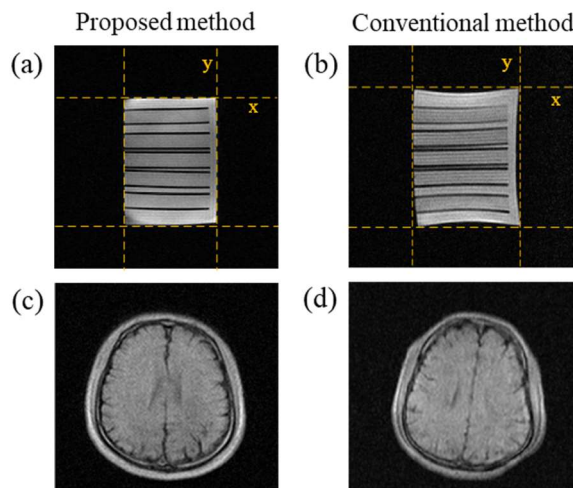 Proposed method Conventional method
(a) y x (b) y x
(c) (d)